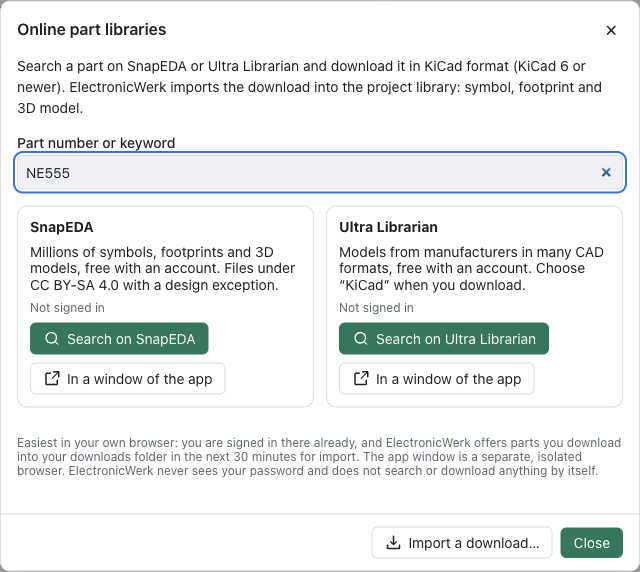 Online part libraries
Search a part on SnapEDA or Ultra Librarian and download it in KiCad format (KiCad 6 or
newer). ElectronicWerk imports the download into the project library: symbol, footprint and
3D model.
Part number or keyword
NE555
SnapEDA
Millions of symbols, footprints and 3D
models, free with an account. Files under
CC BY-SA 4.0 with a design exception.
Not signed in
Search on SnapEDA
In a window of the app
Ultra Librarian
Models from manufacturers in many CAD
formats, free with an account. Choose
“KiCad” when you download.
Not signed in
Search on Ultra Librarian
In a window of the app
Easiest in your own browser: you are signed in there already, and ElectronicWerk offers parts you download
into your downloads folder in the next 30 minutes for import. The app window is a separate, isolated
browser. ElectronicWerk never sees your password and does not search or download anything by itself.
Import a download...
Close